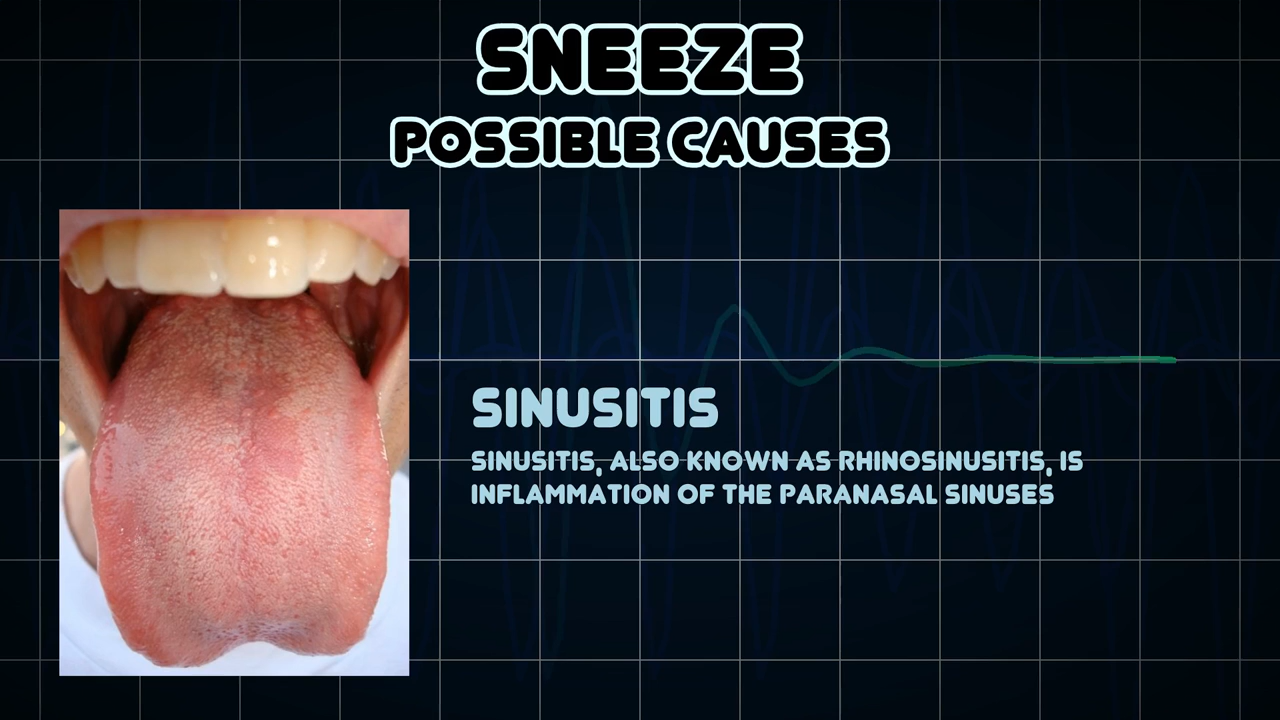 SNEEZE
POSSIBLE CAUSES
SINUSITIS
SINUSITIS, ALSO KNOWN AS RHINOSINUSITIS, IS
INFLAMMATION OF THE PARANASAL SINUSES